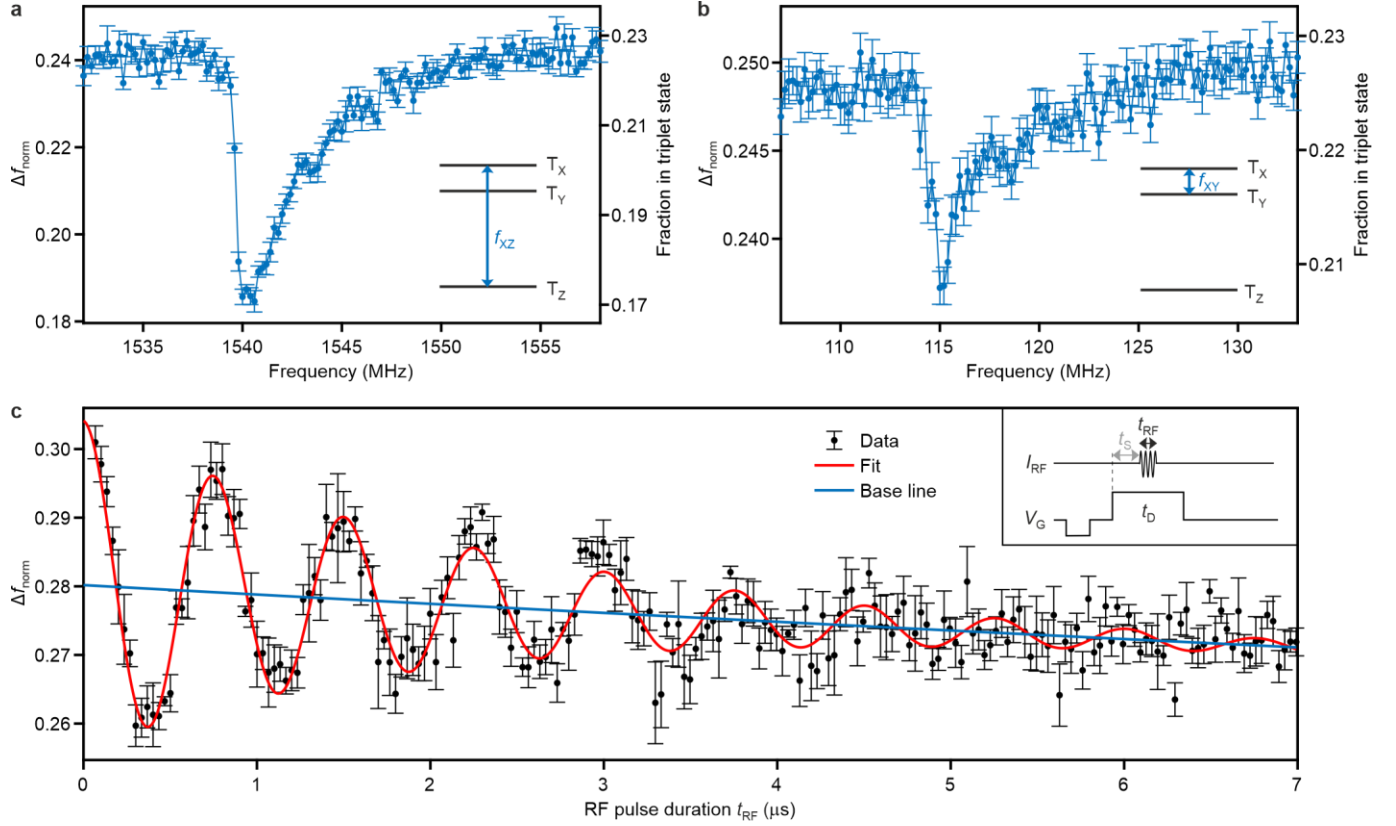 a
0.24
0.22
0.20
0.18
Δf_norm
1535 1540 1545 1550 1555
Frequency (MHz)
0.23
0.21
0.19
0.17
Fraction in triplet state
T_X
T_Y
f_XZ
T_Z
b
0.250
0.245
0.240
Δf_norm
110 115 120 125 130
Frequency (MHz)
0.23
0.22
0.21
Fraction in triplet state
T_X
f_XY
T_Y
T_Z
c
0.30
0.29
0.28
0.27
0.26
Δf_norm
0 1 2 3 4 5 6 7
RF pulse duration t_RF (μs)
Data
Fit
Base line
t_RF
t_S
I_RF
V_G
t_D